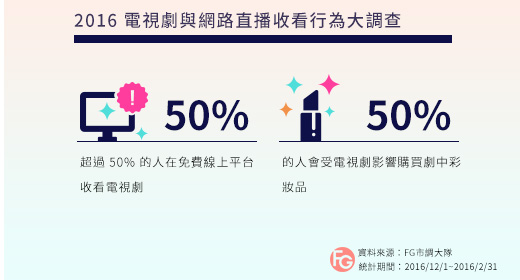 2016 電視劇與網路直播收看行為大調查
!
50%
50%
超過 50% 的人在免費線上平台
收看電視劇
的人會受電視劇影響購買劇中彩
妝品
FG
資料來源：FG市調大隊
統計期間：2016/12/1~2016/2/31